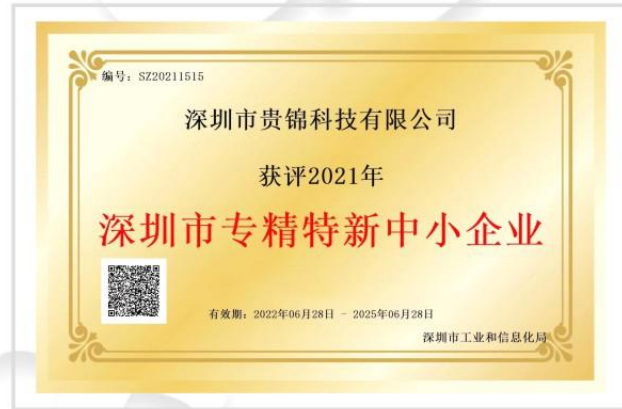 编号：SZ20211515
深圳市贵锦科技有限公司
获评2021年
深圳市专精特新中小企业
有效期：2022年06月28日 - 2025年06月28日
深圳市工业和信息化局